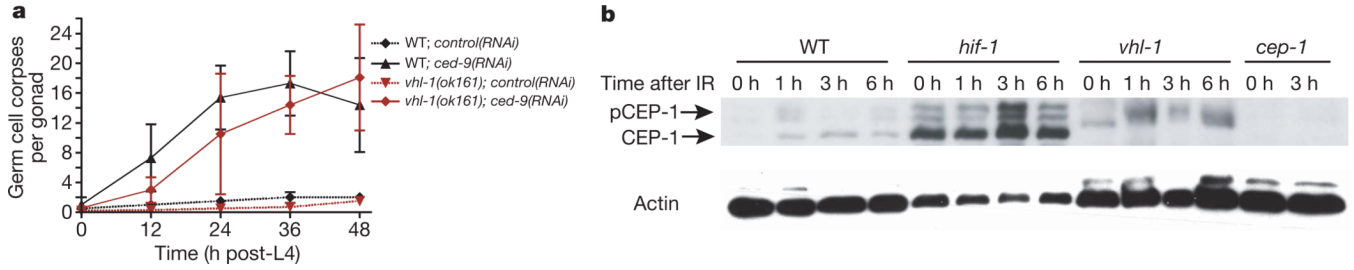 a
Germ cell corpses
per gonad
24
20
16
12
8
4
0
0 12 24 36 48
Time (h post-L4)
WT; control(RNAi)
WT; ced-9(RNAi)
vhl-1(ok161); control(RNAi)
vhl-1(ok161); ced-9(RNAi)
b
WT hif-1 vhl-1 cep-1
Time after IR 0 h 1 h 3 h 6 h 0 h 1 h 3 h 6 h 0 h 1 h 3 h 6 h 0 h 3 h
pCEP-1
CEP-1
Actin